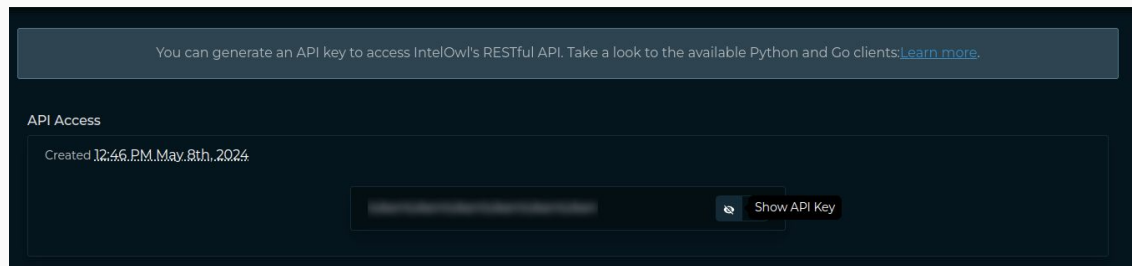 You can generate an API key to access IntelOwl's RESTful API. Take a look to the available Python and Go clients:Learn more.
API Access
Created 12:46 PM May 8th, 2024
Show API Key